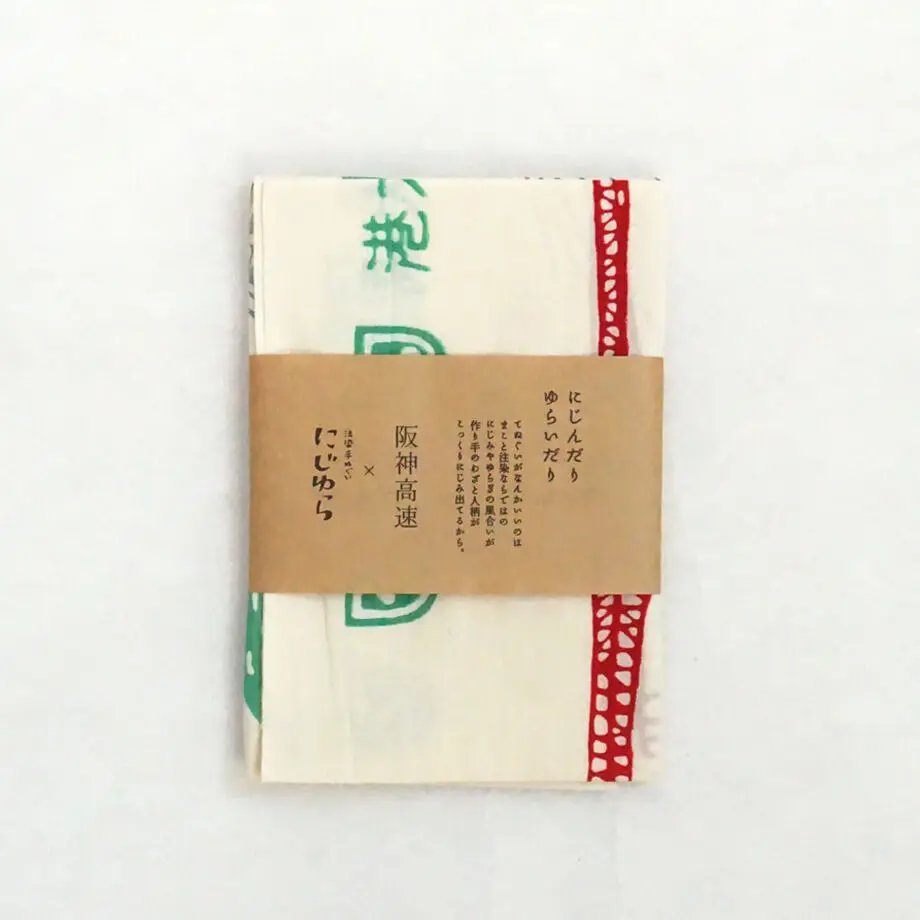 港大
にじんだり
ゆらいだり
てぬぐいがなんかいいのは
まこと注染ならではの
にじみやゆらぎの風合いが
作り手のわざと人柄が
こっくりにじみ出てるから。
阪神高速
×
注染手ぬぐい
にじゆら